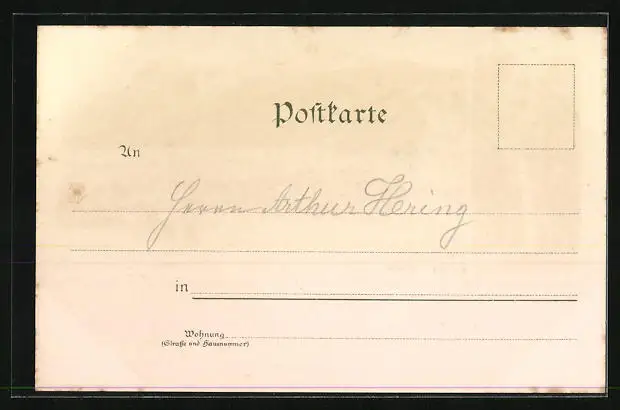 Postkarte
An
Herrn Arthur Hering
in
Wohnung
(Straße und Hausnummer)